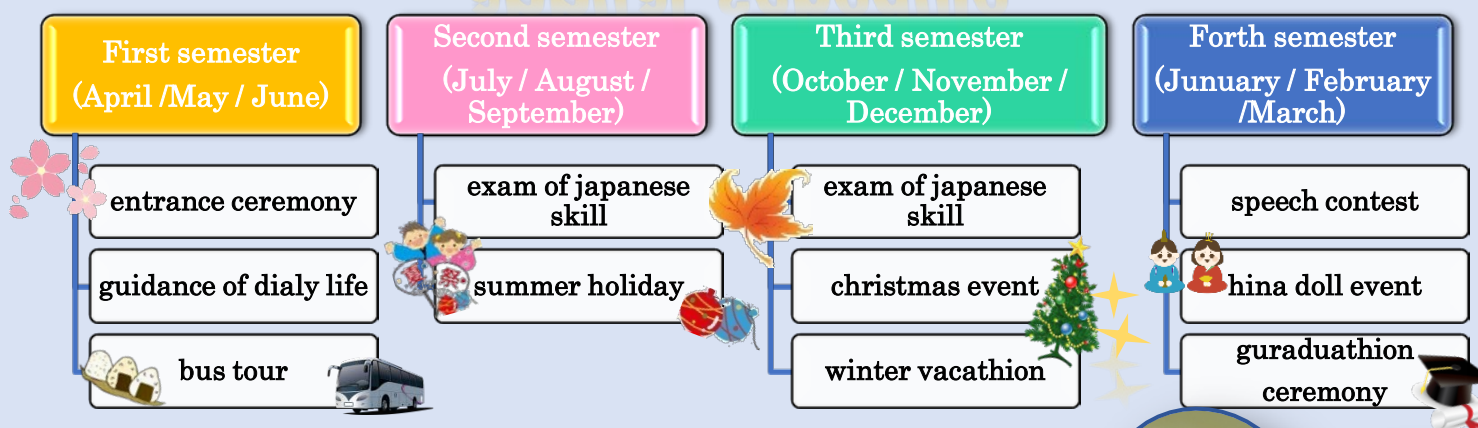 First semester
(April /May / June)
entrance ceremony
guidance of dialy life
bus tour
Second semester
(July / August /
September)
exam of japanese
skill
summer holiday
Third semester
(October / November /
December)
exam of japanese
skill
christmas event
winter vacathion
Forth semester
(Junuary / February
/March)
speech contest
hina doll event
guraduathion
ceremony